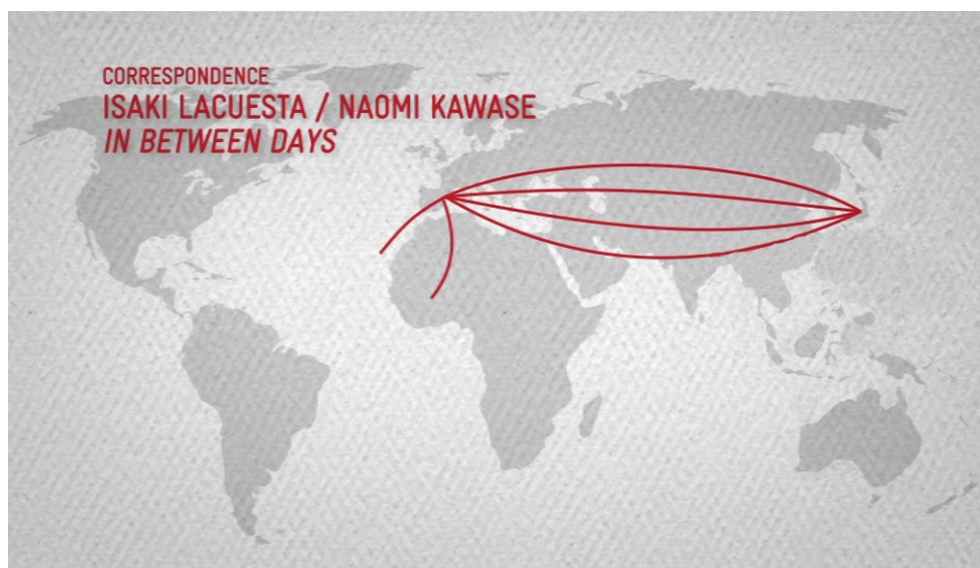 CORRESPONDENCE
ISAKI LACUESTA / NAOMI KAWASE
IN BETWEEN DAYS